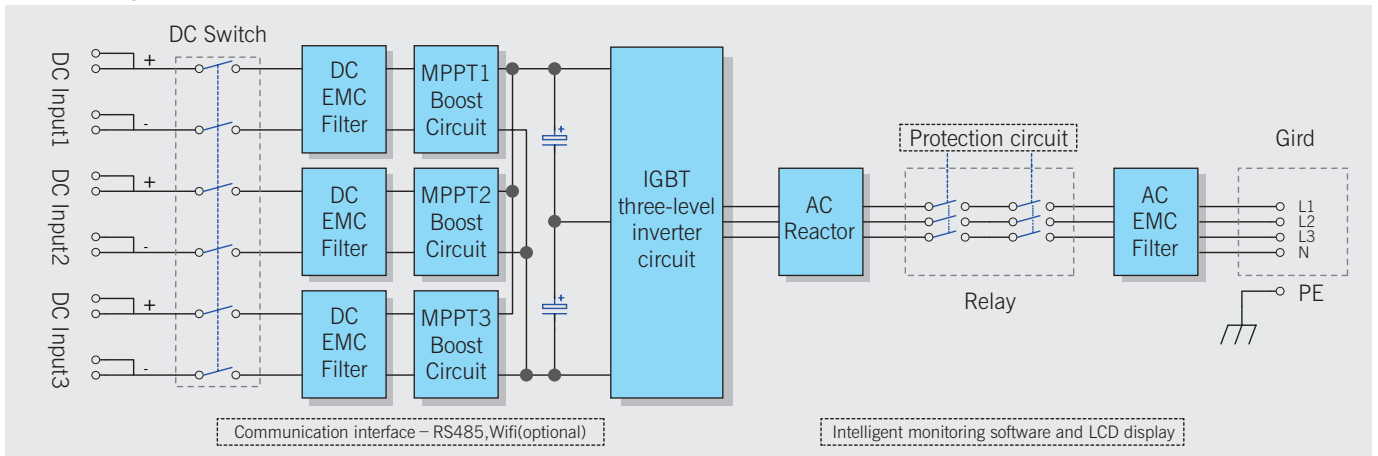 DC Switch
DC Input1
+
-
DC
EMC
Filter
MPPT1
Boost
Circuit
+
DC Input2
+
-
DC
EMC
Filter
MPPT2
Boost
Circuit
DC Input3
+
-
DC
EMC
Filter
MPPT3
Boost
Circuit
+
IGBT
three-level
inverter
circuit
AC
Reactor
Protection circuit
Relay
AC
EMC
Filter
Gird
L1
L2
L3
N
PE
Communication interface – RS485,Wifi(optional)
Intelligent monitoring software and LCD display